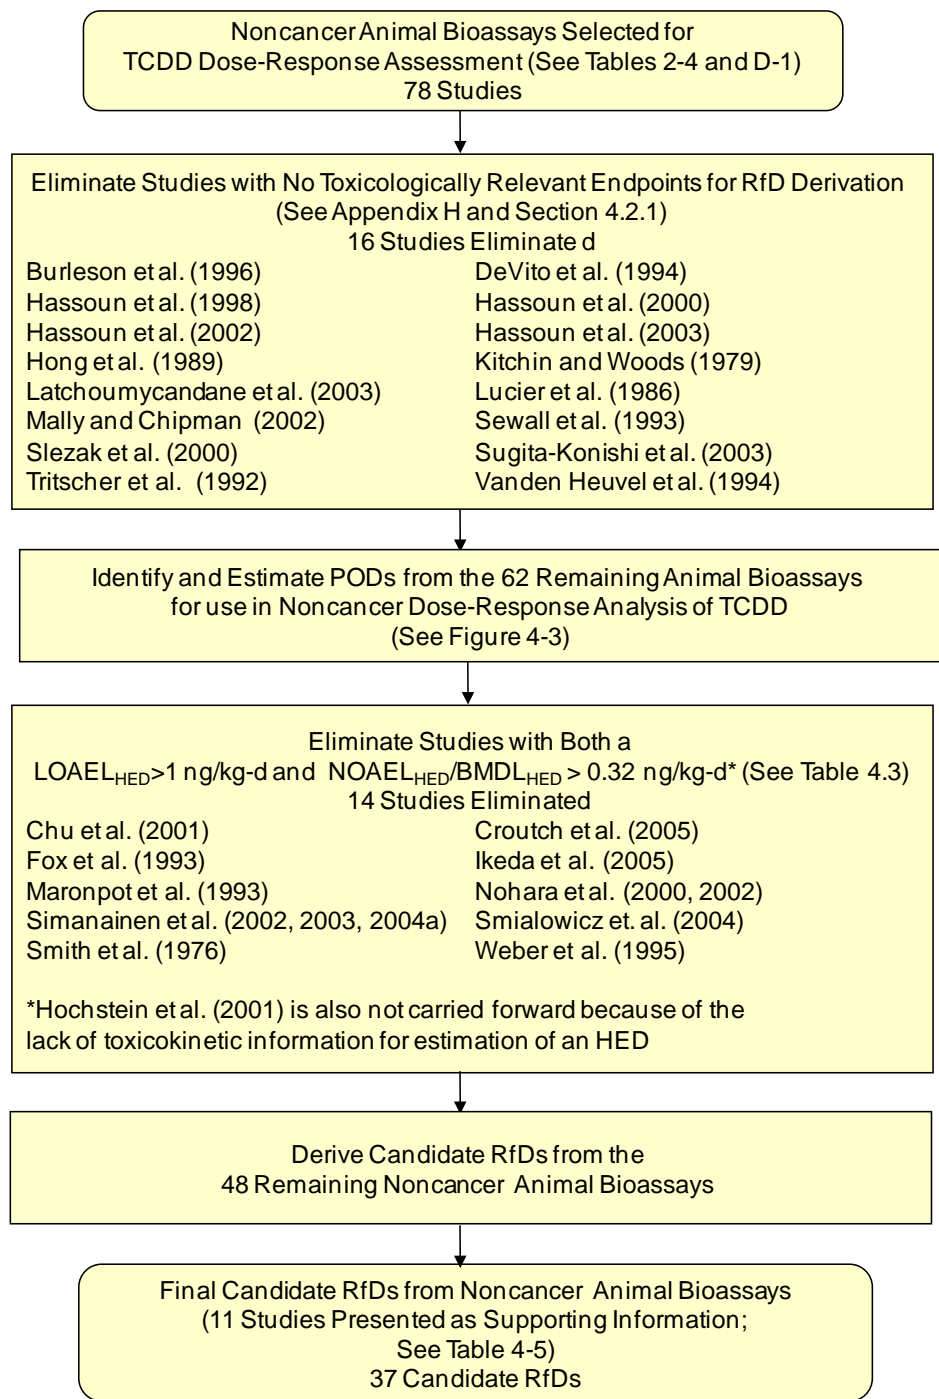 Noncancer Animal Bioassays Selected for
TCDD Dose-Response Assessment (See Tables 2-4 and D-1)
78 Studies
Eliminate Studies with No Toxicologically Relevant Endpoints for RfD Derivation
(See Appendix H and Section 4.2.1)
16 Studies Eliminated
Burleson et al. (1996) DeVito et al. (1994)
Hassoun et al. (1998) Hassoun et al. (2000)
Hassoun et al. (2002) Hassoun et al. (2003)
Hong et al. (1989) Kitchin and Woods (1979)
Latchoumycandane et al. (2003) Lucier et al. (1986)
Mally and Chipman (2002) Sewall et al. (1993)
Slezak et al. (2000) Sugita-Konishi et al. (2003)
Tritscher et al. (1992) Vanden Heuvel et al. (1994)
Identify and Estimate PODs from the 62 Remaining Animal Bioassays
for use in Noncancer Dose-Response Analysis of TCDD
(See Figure 4-3)
Eliminate Studies with Both a
LOAELHED>1 ng/kg-d and NOAELHED/BMDLHED > 0.32 ng/kg-d* (See Table 4.3)
14 Studies Eliminated
Chu et al. (2001) Croutch et al. (2005)
Fox et al. (1993) Ikeda et al. (2005)
Maronpot et al. (1993) Nohara et al. (2000, 2002)
Simanainen et al. (2002, 2003, 2004a) Smialowicz et. al. (2004)
Smith et al. (1976) Weber et al. (1995)
*Hochstein et al. (2001) is also not carried forward because of the
lack of toxicokinetic information for estimation of an HED
Derive Candidate RfDs from the
48 Remaining Noncancer Animal Bioassays
Final Candidate RfDs from Noncancer Animal Bioassays
(11 Studies Presented as Supporting Information;
See Table 4-5)
37 Candidate RfDs